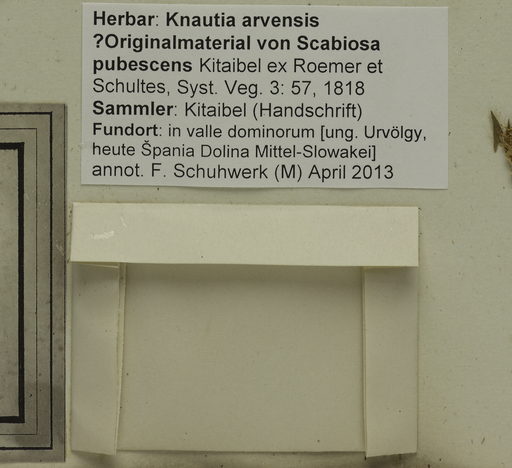 Herbar: Knautia arvensis
?Originalmaterial von Scabiosa
pubescens Kitaibel ex Roemer et
Schultes, Syst. Veg. 3: 57, 1818
Sammler: Kitaibel (Handschrift)
Fundort: in valle dominorum [ung. Urvölgy,
heute Špania Dolina Mittel-Slowakei]
annot. F. Schuhwerk (M) April 2013